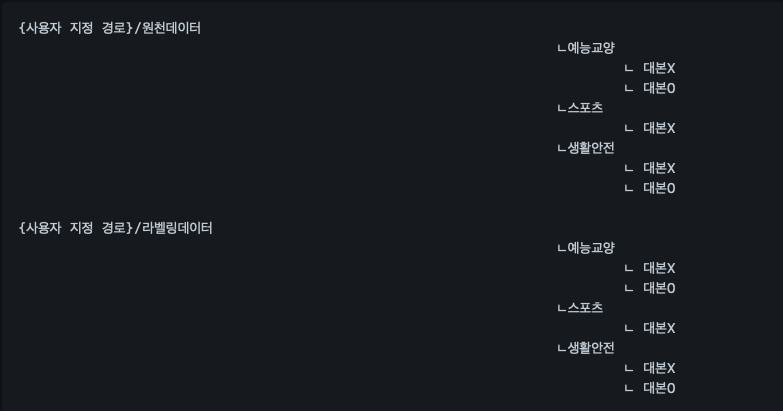 {사용자 지정 경로}/원천데이터
ㄴ예능교양
ㄴ 대본X
ㄴ 대본O
ㄴ스포츠
ㄴ 대본X
ㄴ생활안전
ㄴ 대본X
ㄴ 대본O
{사용자 지정 경로}/라벨링데이터
ㄴ예능교양
ㄴ 대본X
ㄴ 대본O
ㄴ스포츠
ㄴ 대본X
ㄴ생활안전
ㄴ 대본X
ㄴ 대본O